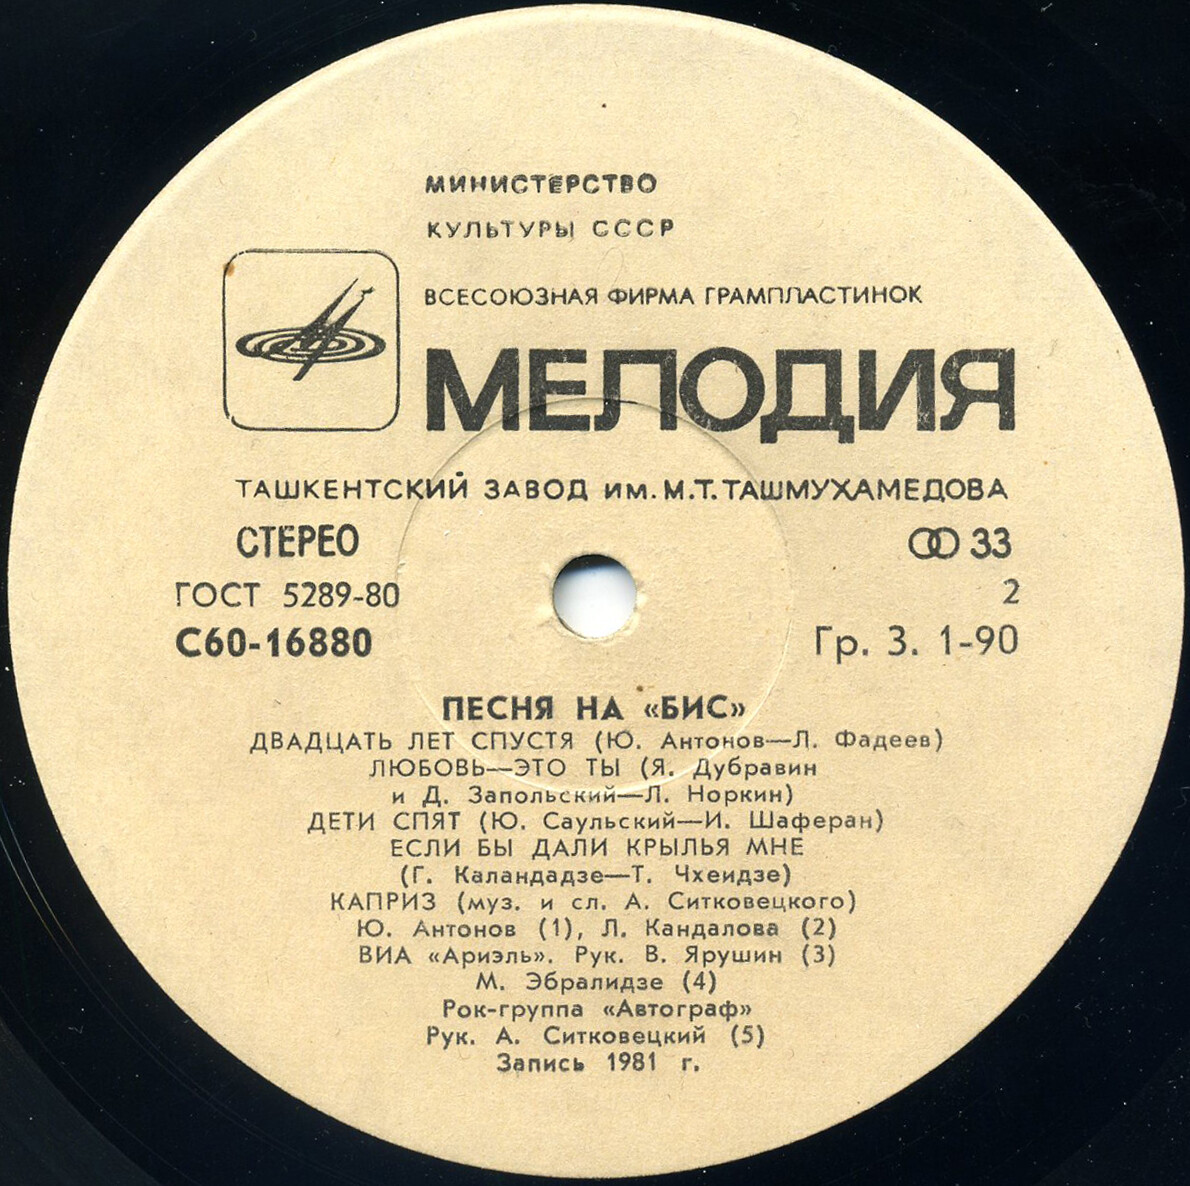 МИНИСТЕРСТВО
КУЛЬТУРЫ СССР
ВСЕСОЮЗНАЯ ФИРМА ГРАМПЛАСТИНОК
МЕЛОДИЯ
ТАШКЕНТСКИЙ ЗАВОД им. М.Т. ТАШМУХАМЕДОВА
СТЕРЕО 33
ГОСТ 5289-80 2
С60-16880 Гр. 3. 1-90
ПЕСНЯ НА «БИС»
ДВАДЦАТЬ ЛЕТ СПУСТЯ (Ю. Антонов—Л. Фадеев)
ЛЮБОВЬ—ЭТО ТЫ (Я. Дубравин
и Д. Запольский—Л. Норкин)
ДЕТИ СПЯТ (Ю. Саульский—И. Шаферан)
ЕСЛИ БЫ ДАЛИ КРЫЛЬЯ МНЕ
(Г. Каландадзе—Т. Чхеидзе)
КАПРИЗ (муз. и сл. А. Ситковецкого)
Ю. Антонов (1), Л. Кандалова (2)
ВИА «Ариэль». Рук. В. Ярушин (3)
М. Эбралидзе (4)
Рок-группа «Автограф»
Рук. А. Ситковецкий (5)
Запись 1981 г.